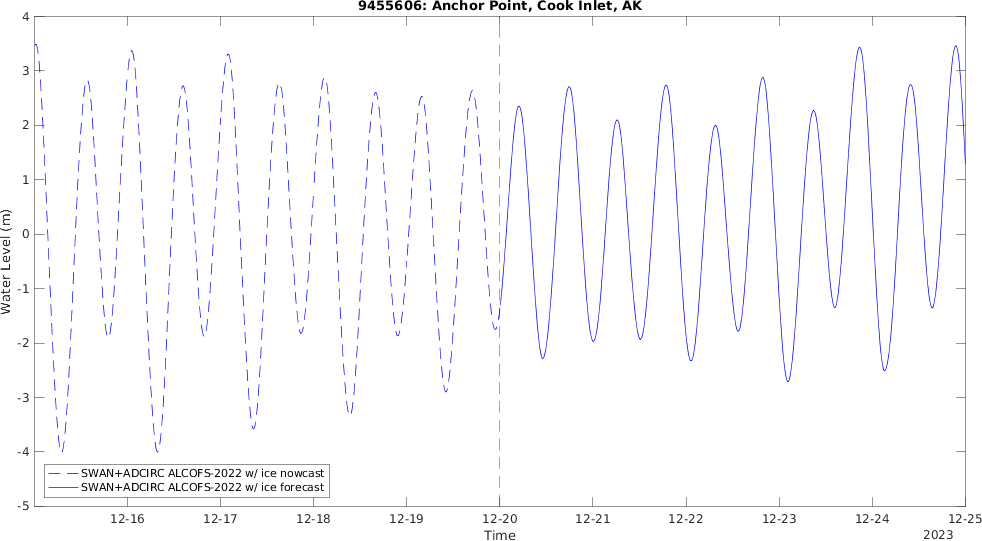 9455606: Anchor Point, Cook Inlet, AK
4
3
2
1
0
-1
-2
-3
-4
-5
Water Level (m)
SWAN+ADCIRC ALCOFS-2022 w/ ice nowcast
SWAN+ADCIRC ALCOFS-2022 w/ ice forecast
12-16 12-17 12-18 12-19 12-20 12-21 12-22 12-23 12-24 12-25
Time
2023